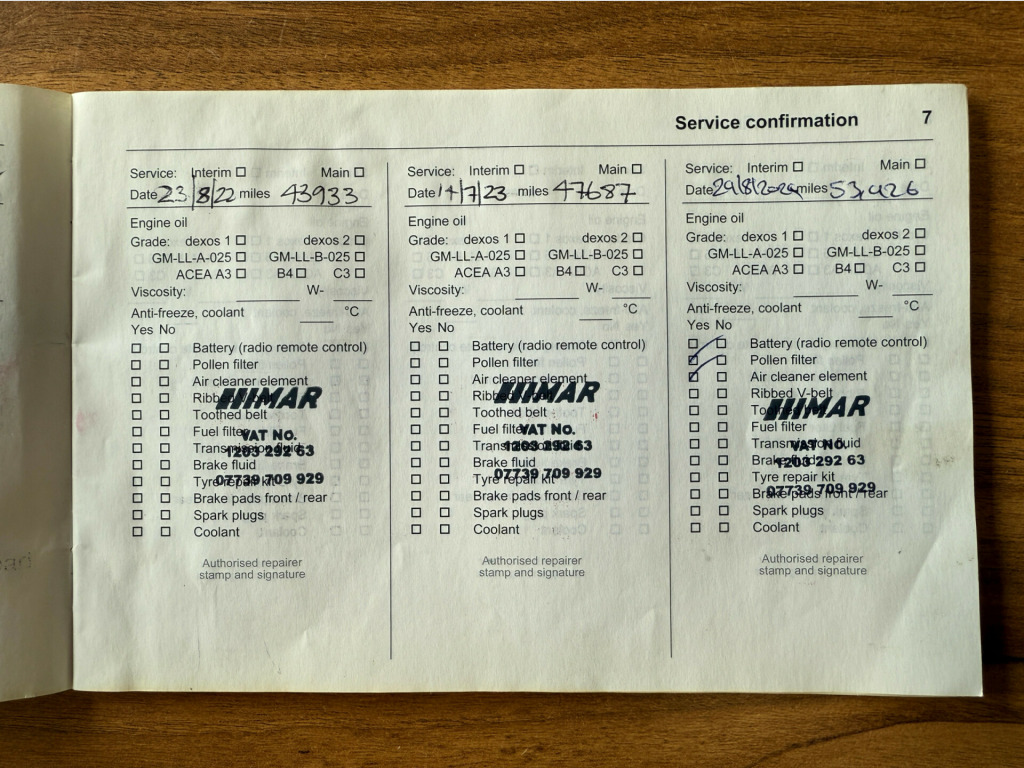 Service confirmation 7
Service: Interim Main
Date 23/8/22 miles 43933
Engine oil
Grade: dexos 1 dexos 2
GM-LL-A-025 GM-LL-B-025
ACEA A3 B4 C3
Viscosity: W-
Anti-freeze, coolant °C
Yes No
Battery (radio remote control)
Pollen filter
Air cleaner element
Ribbed V-belt
Toothed belt
Fuel filter
Transmission fluid
Brake fluid
Tyre repair kit
Brake pads front / rear
Spark plugs
Coolant
HMAR
VAT NO.
1203 292 63
07739 709 929
Authorised repairer
stamp and signature
Service: Interim Main
Date 14/7/23 miles 47687
Engine oil
Grade: dexos 1 dexos 2
GM-LL-A-025 GM-LL-B-025
ACEA A3 B4 C3
Viscosity: W-
Anti-freeze, coolant °C
Yes No
Battery (radio remote control)
Pollen filter
Air cleaner element
Ribbed V-belt
Toothed belt
Fuel filter
Transmission fluid
Brake fluid
Tyre repair kit
Brake pads front / rear
Spark plugs
Coolant
HMAR
VAT NO.
1203 292 63
07739 709 929
Authorised repairer
stamp and signature
Service: Interim Main
Date 29/8/2024 miles 53,426
Engine oil
Grade: dexos 1 dexos 2
GM-LL-A-025 GM-LL-B-025
ACEA A3 B4 C3
Viscosity: W-
Anti-freeze, coolant °C
Yes No
Battery (radio remote control)
Pollen filter
Air cleaner element
Ribbed V-belt
Toothed belt
Fuel filter
Transmission fluid
Brake fluid
Tyre repair kit
Brake pads front / rear
Spark plugs
Coolant
HMAR
VAT NO.
1203 292 63
07739 709 929
Authorised repairer
stamp and signature